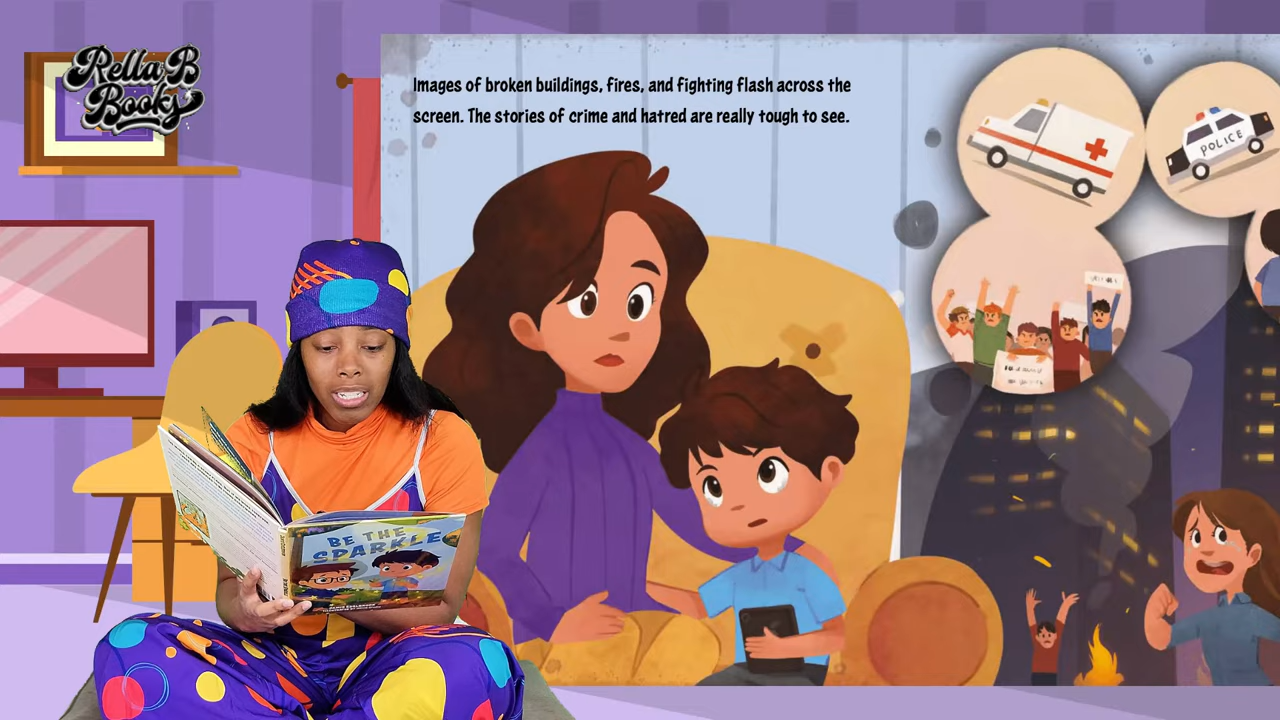 Rella B
Books
Images of broken buildings, fires, and fighting flash across the
screen. The stories of crime and hatred are really tough to see.
POLICE
BE THE
SPARKLE